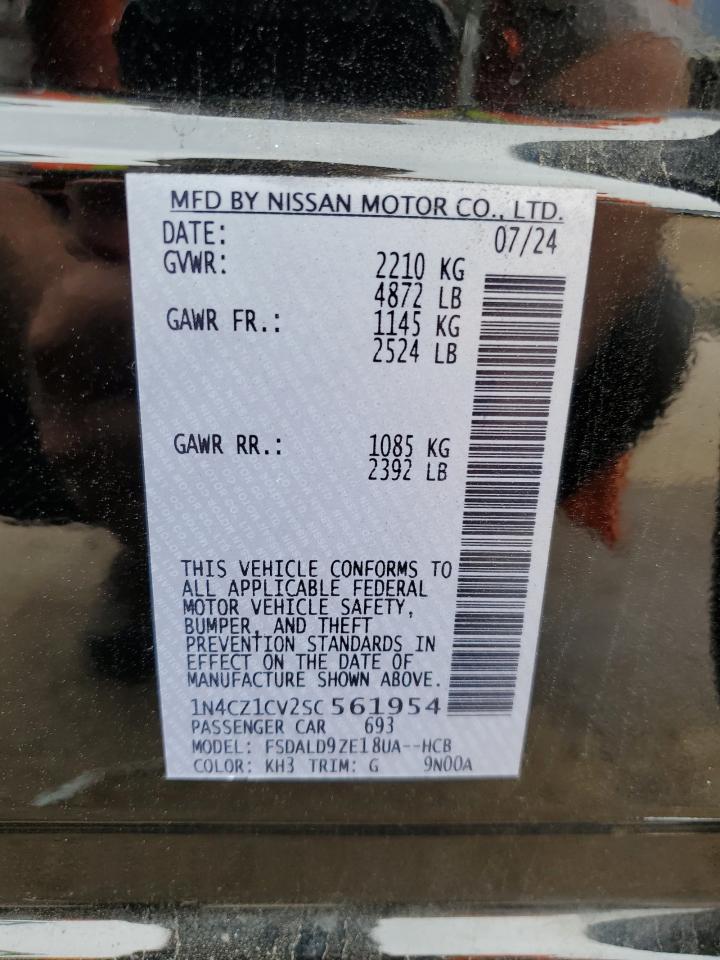 MFD BY NISSAN MOTOR CO., LTD.
DATE: 07/24
GVWR: 2210 KG
4872 LB
GAWR FR.: 1145 KG
2524 LB
GAWR RR.: 1085 KG
2392 LB
THIS VEHICLE CONFORMS TO
ALL APPLICABLE FEDERAL
MOTOR VEHICLE SAFETY,
BUMPER, AND THEFT
PREVENTION STANDARDS IN
EFFECT ON THE DATE OF
MANUFACTURE SHOWN ABOVE.
1N4CZ1CV2SC561954
PASSENGER CAR 693
MODEL: FSDALD9ZE18UA--HCB
COLOR: KH3 TRIM: G 9N00A